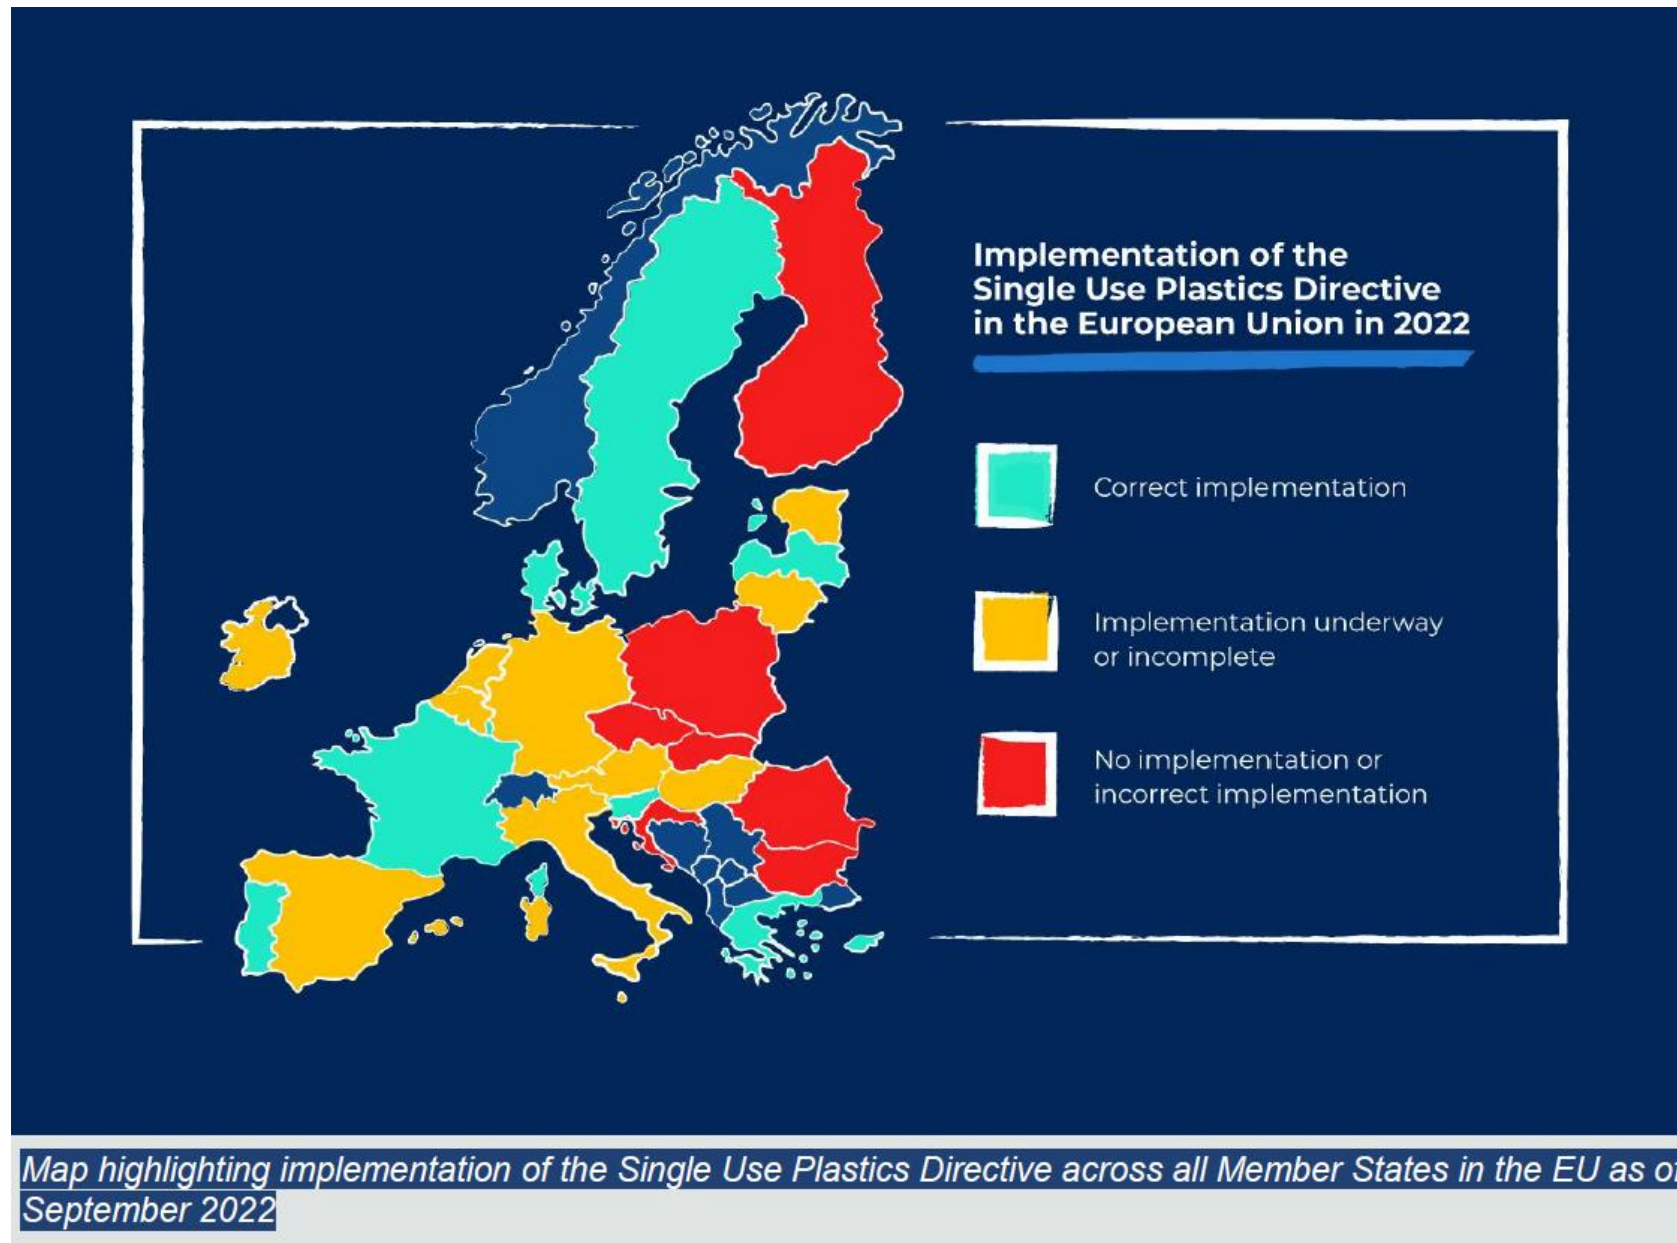 Implementation of the
Single Use Plastics Directive
in the European Union in 2022
Correct implementation
Implementation underway
or incomplete
No implementation or
incorrect implementation
Map highlighting implementation of the Single Use Plastics Directive across all Member States in the EU as of
September 2022